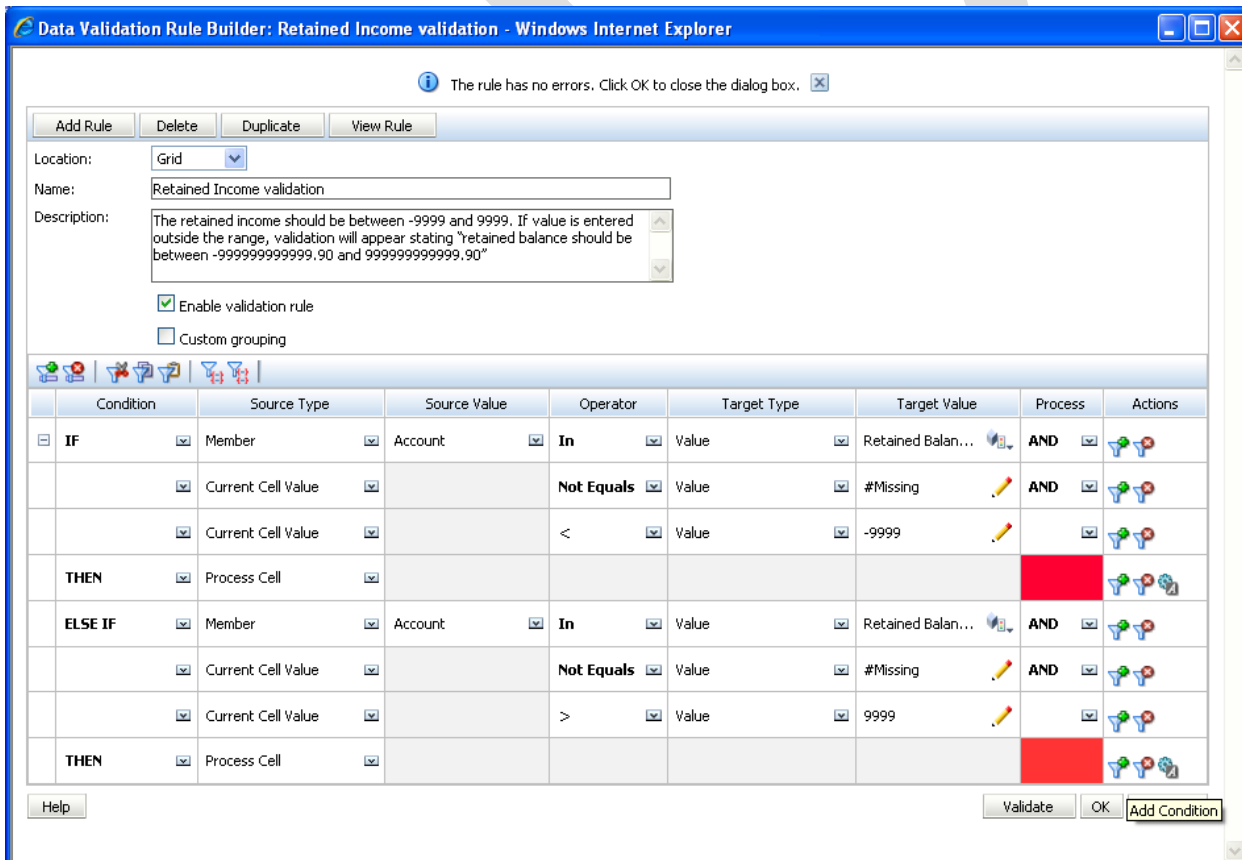 Data Validation Rule Builder: Retained Income validation - Windows Internet Explorer
The rule has no errors. Click OK to close the dialog box.
Add Rule Delete Duplicate View Rule
Location: Grid
Name: Retained Income validation
Description: The retained income should be between -9999 and 9999. If value is entered
outside the range, validation will appear stating “retained balance should be
between -999999999999.90 and 999999999999.90”
Enable validation rule
Custom grouping
Condition Source Type Source Value Operator Target Type Target Value Process Actions
IF Member Account In Value Retained Balan... AND
Current Cell Value Not Equals Value #Missing AND
Current Cell Value < Value -9999
THEN Process Cell
ELSE IF Member Account In Value Retained Balan... AND
Current Cell Value Not Equals Value #Missing AND
Current Cell Value > Value 9999
THEN Process Cell
Help Validate OK Add Condition